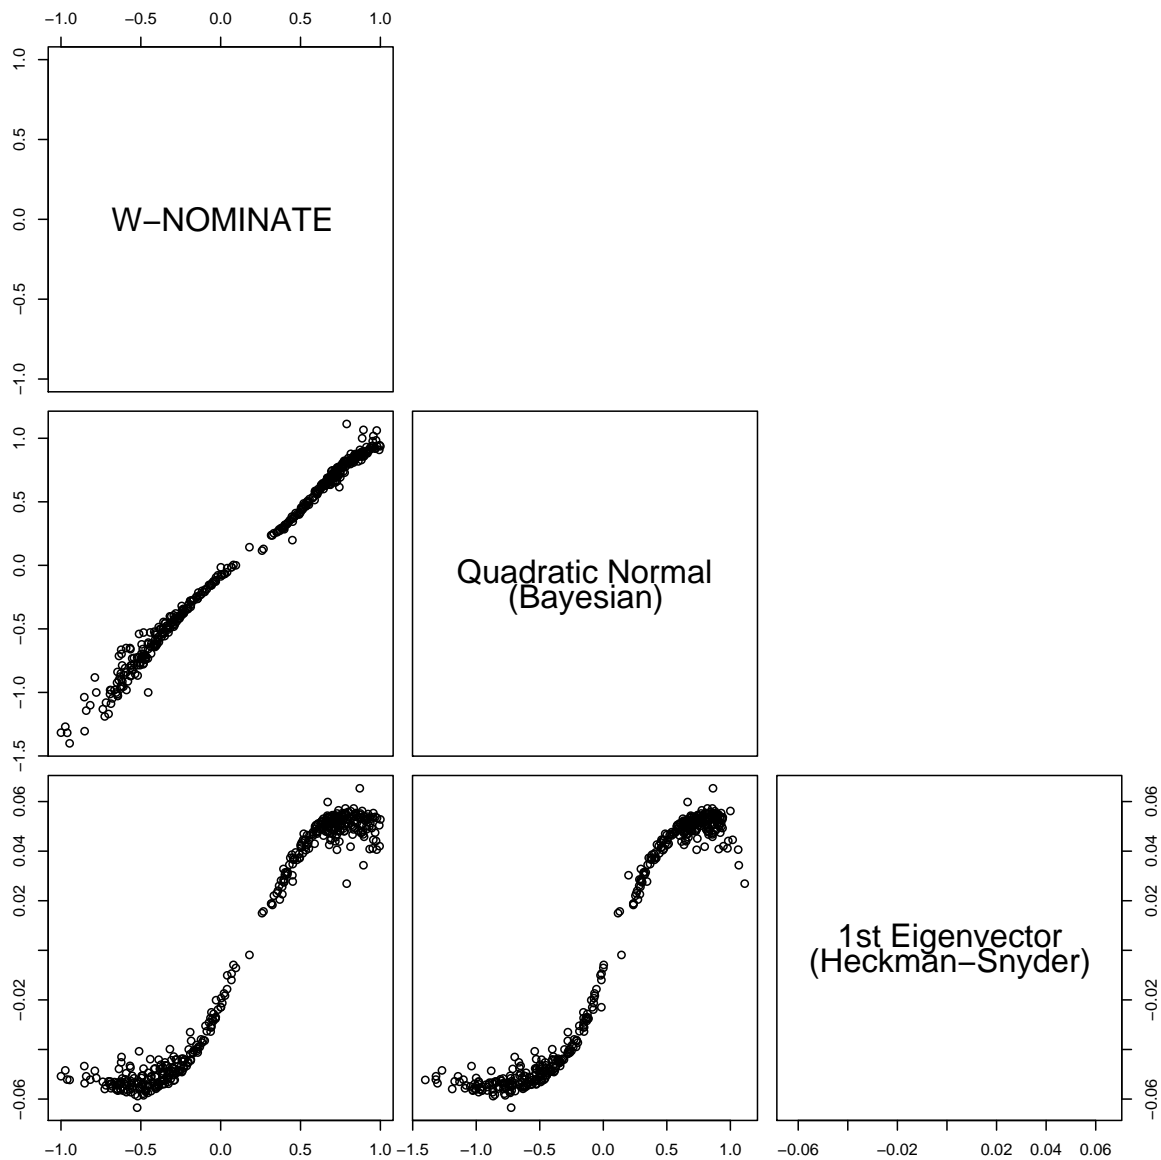 −1.0 −0.5 0.0 0.5 1.0
1.0
0.5
0.0
−0.5
−1.0
W−NOMINATE
1.0
0.5
0.0
−0.5
−1.0
−1.5
Quadratic Normal
(Bayesian)
0.06
0.04
0.02
−0.02
−0.06
1st Eigenvector
(Heckman−Snyder)
0.06
0.04
0.02
−0.02
−0.06
−1.0 −0.5 0.0 0.5 1.0
−1.5 −1.0 −0.5 0.0 0.5 1.0
−0.06 −0.02 0.02 0.04 0.06